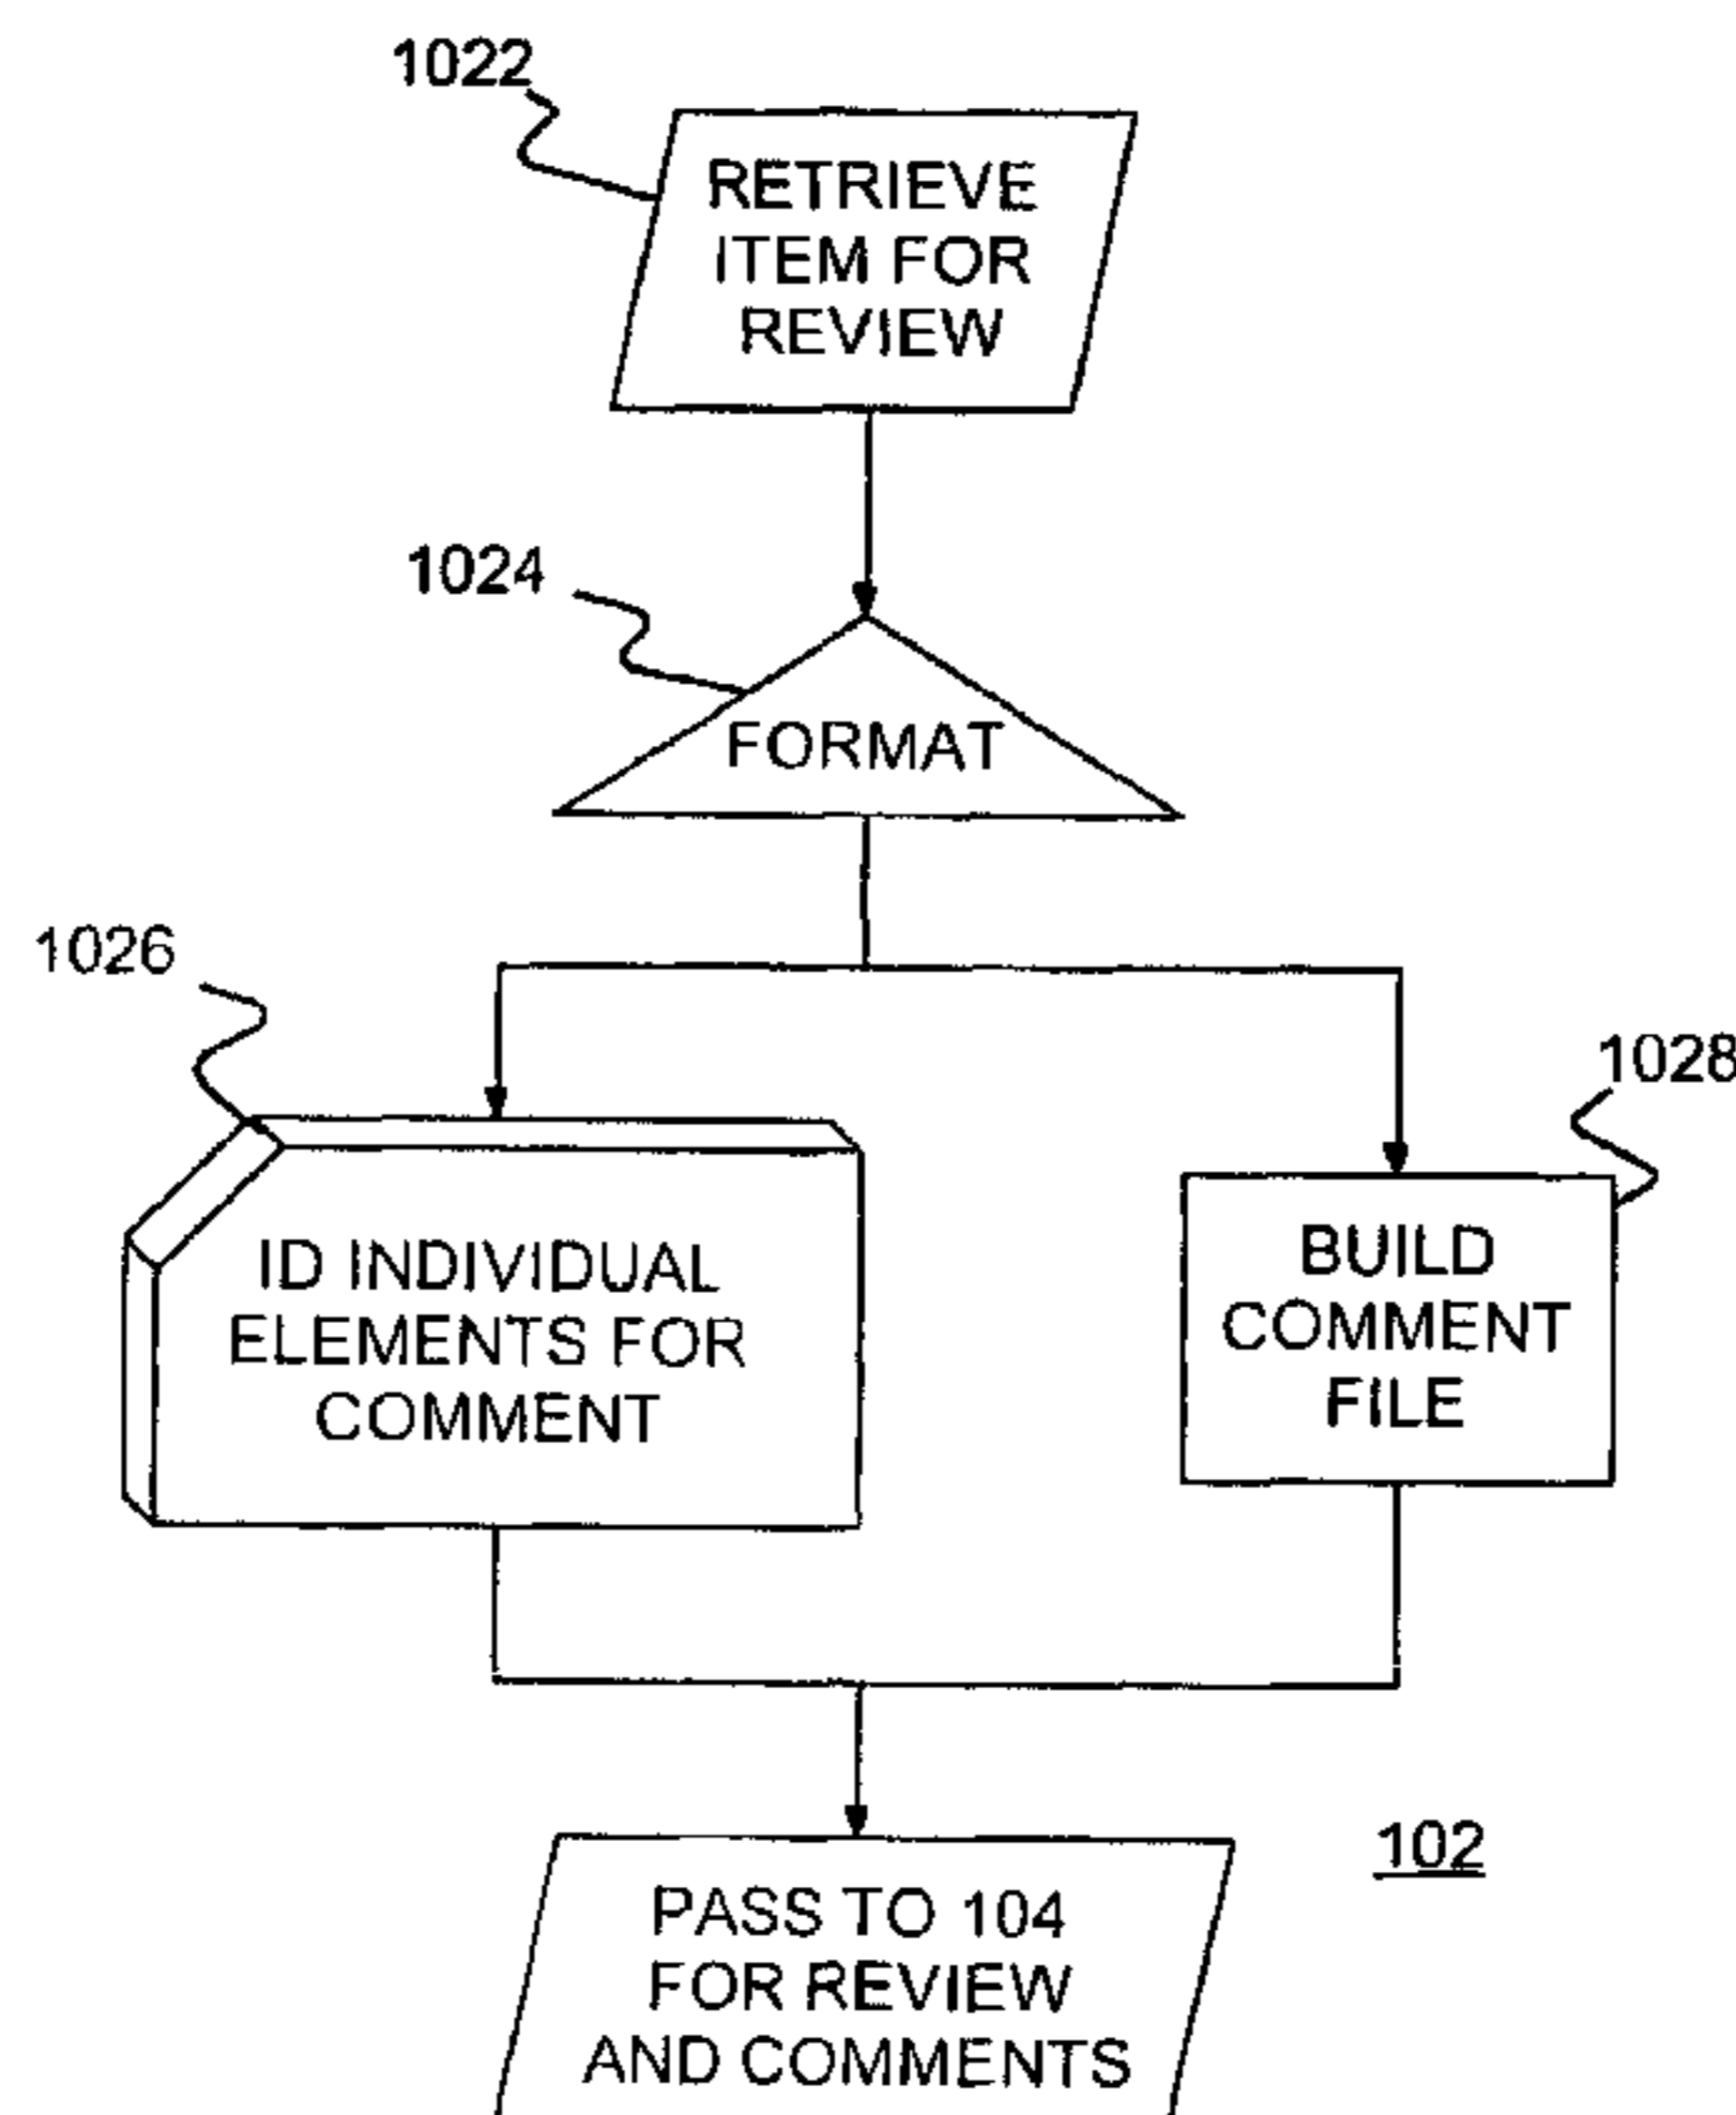 1022
RETRIEVE
ITEM FOR
REVIEW
1024
FORMAT
1026
1028
ID INDIVIDUAL
ELEMENTS FOR
COMMENT
BUILD
COMMENT
FILE
102
PASS TO 104
FOR REVIEW
AND COMMENTS